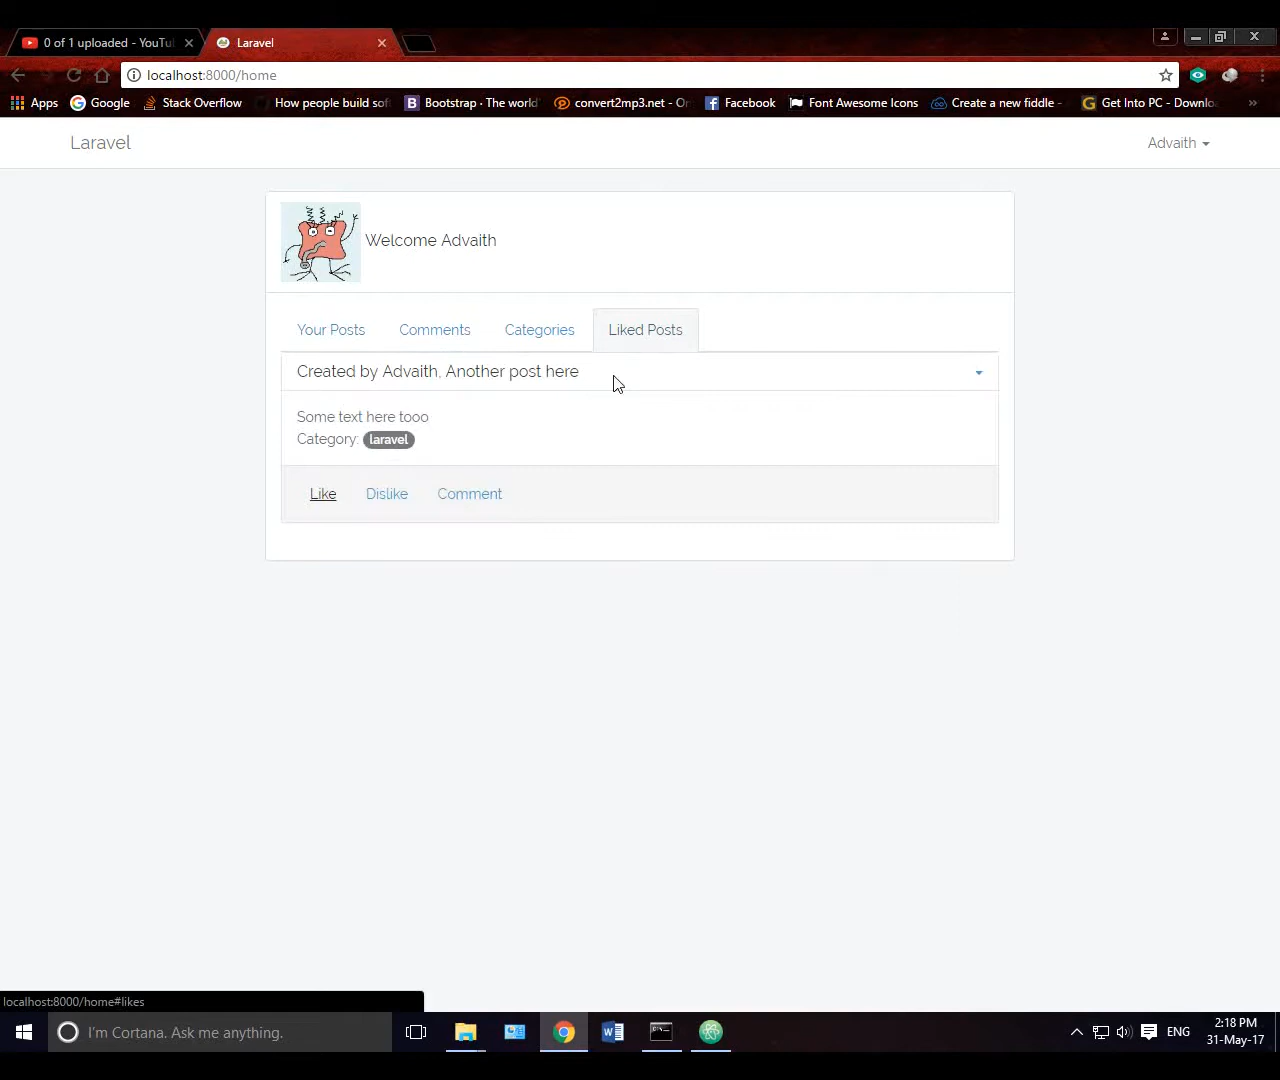 0 of 1 uploaded - YouTu
Laravel
localhost:8000/home
Apps
Google
Stack Overflow
How people build sof
Bootstrap · The world'
convert2mp3.net - On
Facebook
Font Awesome Icons
Create a new fiddle -
Get Into PC - Downlo
»
Laravel
Advaith
Welcome Advaith
Your Posts
Comments
Categories
Liked Posts
Created by Advaith, Another post here
Some text here tooo
Category: laravel
Like
Dislike
Comment
localhost:8000/home#likes
I'm Cortana. Ask me anything.
ENG
2:18 PM
31-May-17